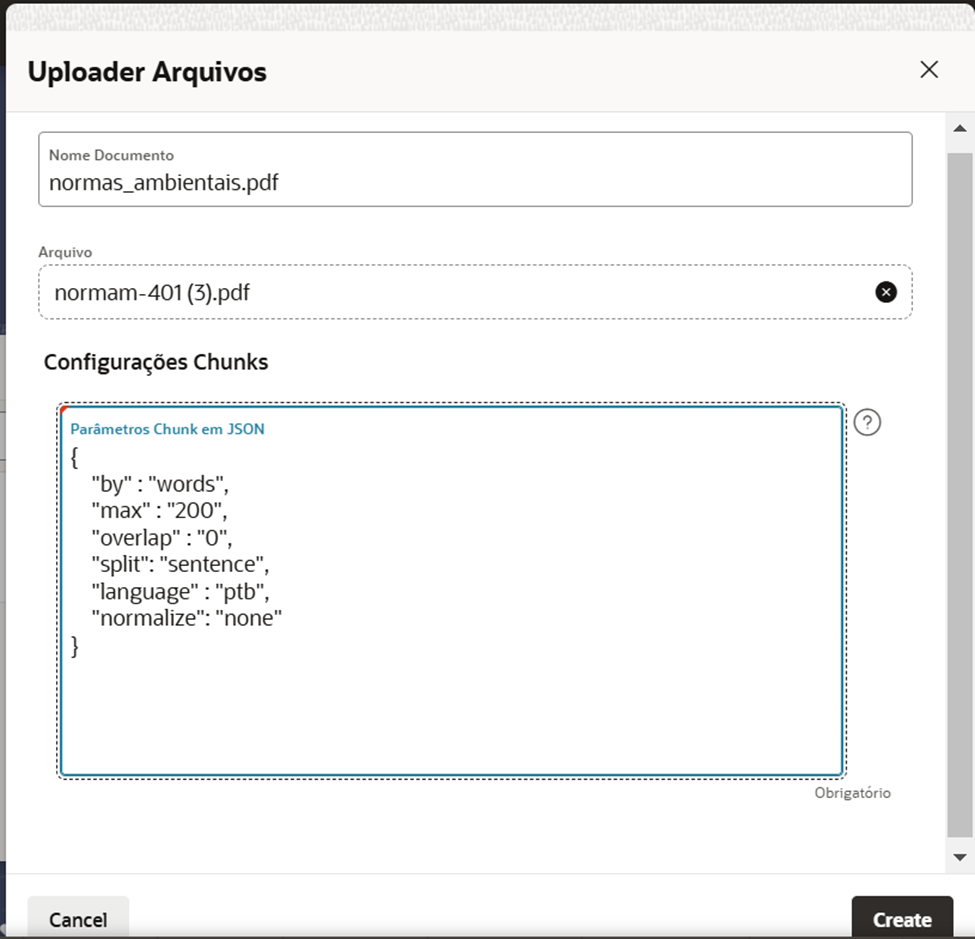 Uploader Arquivos
Nome Documento
normas_ambientais.pdf
Arquivo
normam-401 (3).pdf
Configurações Chunks
Parâmetros Chunk em JSON
{
"by" : "words",
"max" : "200",
"overlap" : "0",
"split": "sentence",
"language" : "ptb",
"normalize": "none"
}
?
Obrigatório
Cancel
Create